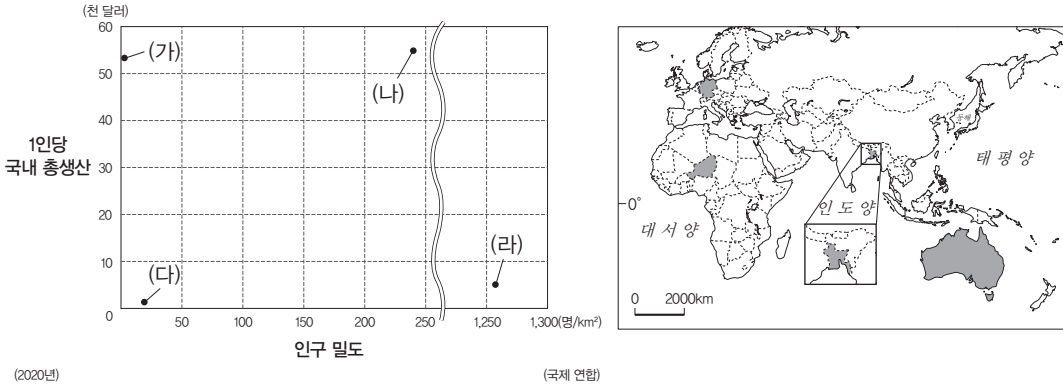 (천 달러)
60
50
40
30
20
10
0
1인당
국내 총생산
(가)
(나)
(다)
(라)
50
100
150
200
250
1,250
1,300(명/km²)
인구 밀도
(2020년)
(국제 연합)
동해
태평양
0°
대서양
인도양
0
2000km